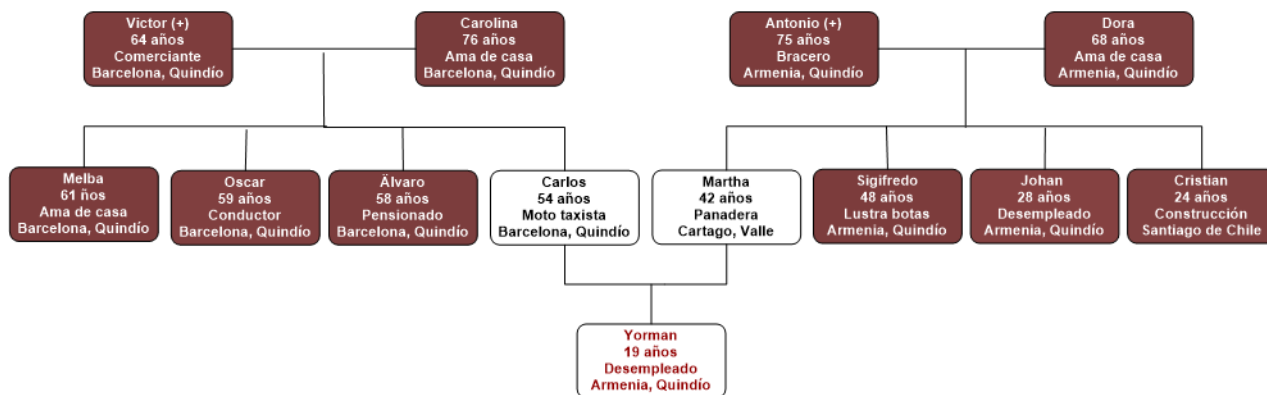 Victor (+)
64 años
Comerciante
Barcelona, Quindío
Carolina
76 años
Ama de casa
Barcelona, Quindío
Antonio (+)
75 años
Bracero
Armenia, Quindío
Dora
68 años
Ama de casa
Armenia, Quindío
Melba
61 ños
Ama de casa
Barcelona, Quindío
Oscar
59 años
Conductor
Barcelona, Quindío
Älvaro
58 años
Pensionado
Barcelona, Quindío
Carlos
54 años
Moto taxista
Barcelona, Quindío
Martha
42 años
Panadera
Cartago, Valle
Sigifredo
48 años
Lustra botas
Armenia, Quindío
Johan
28 años
Desempleado
Armenia, Quindío
Cristian
24 años
Construcción
Santiago de Chile
Yorman
19 años
Desempleado
Armenia, Quindío